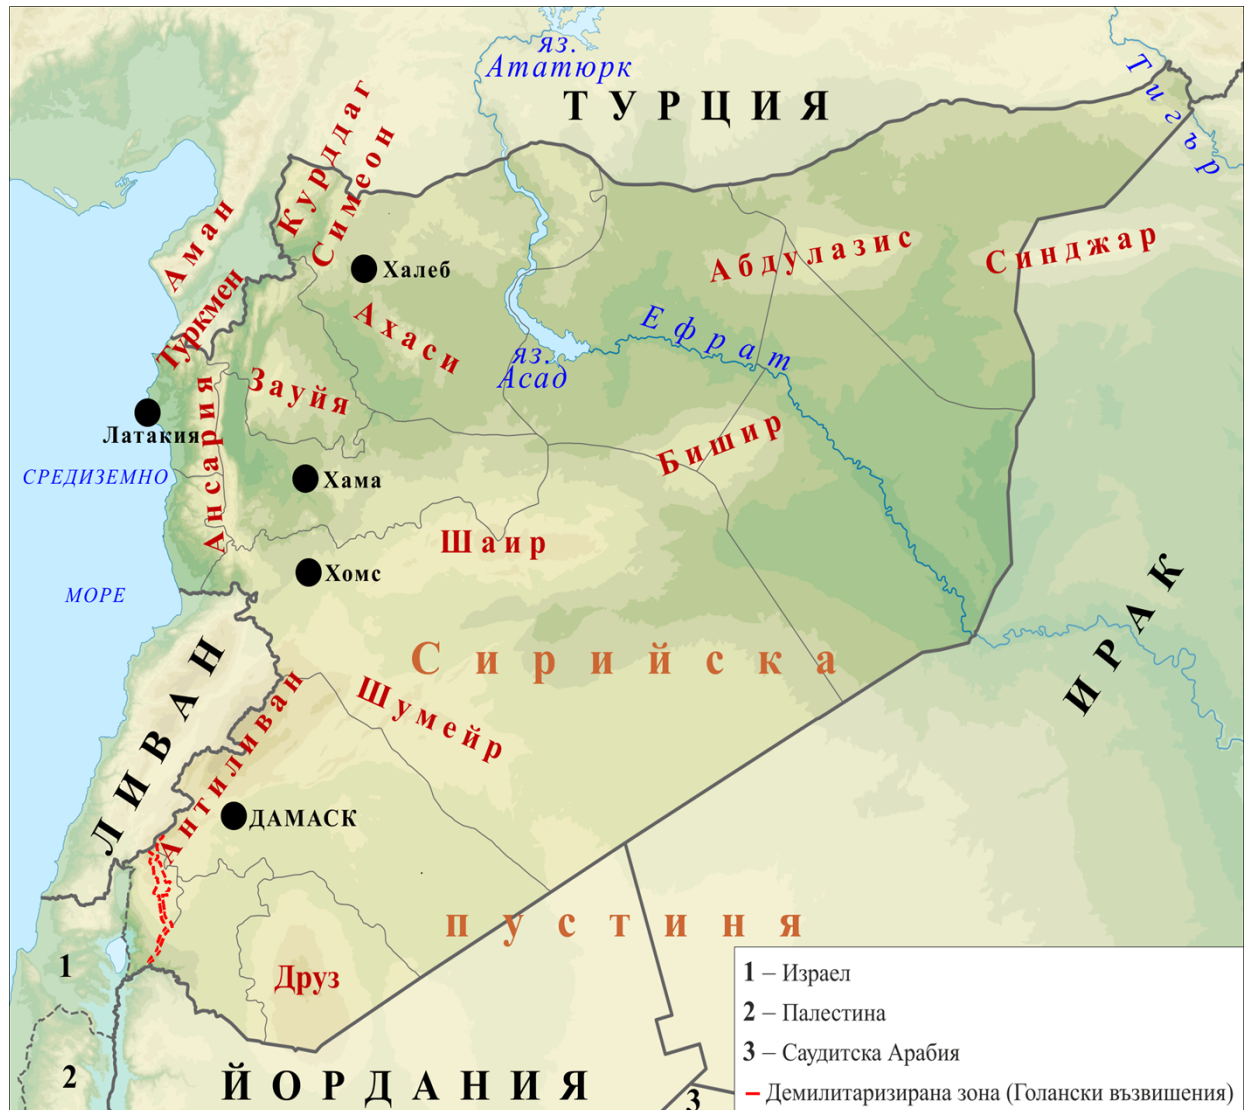 яз.
Ататюрк
ТУРЦИЯ
Тигър
Курддаг
Симеон
Аман
Туркмен
Халеб
Абдулазис
Синджар
Ахаси
Ефрат
яз.
Асад
Зауйя
Латакия
Ансария
Бишир
СРЕДИЗЕМНО
Хама
Шаир
Хомс
МОРЕ
ИРАК
ЛИВАН
Сирийска
Шумейр
Антиливан
ДАМАСК
пустиня
1
Друз
2
ЙОРДАНИЯ
3
1 – Израел
2 – Палестина
3 – Саудитска Арабия
Демилитаризирана зона (Голански възвишения)